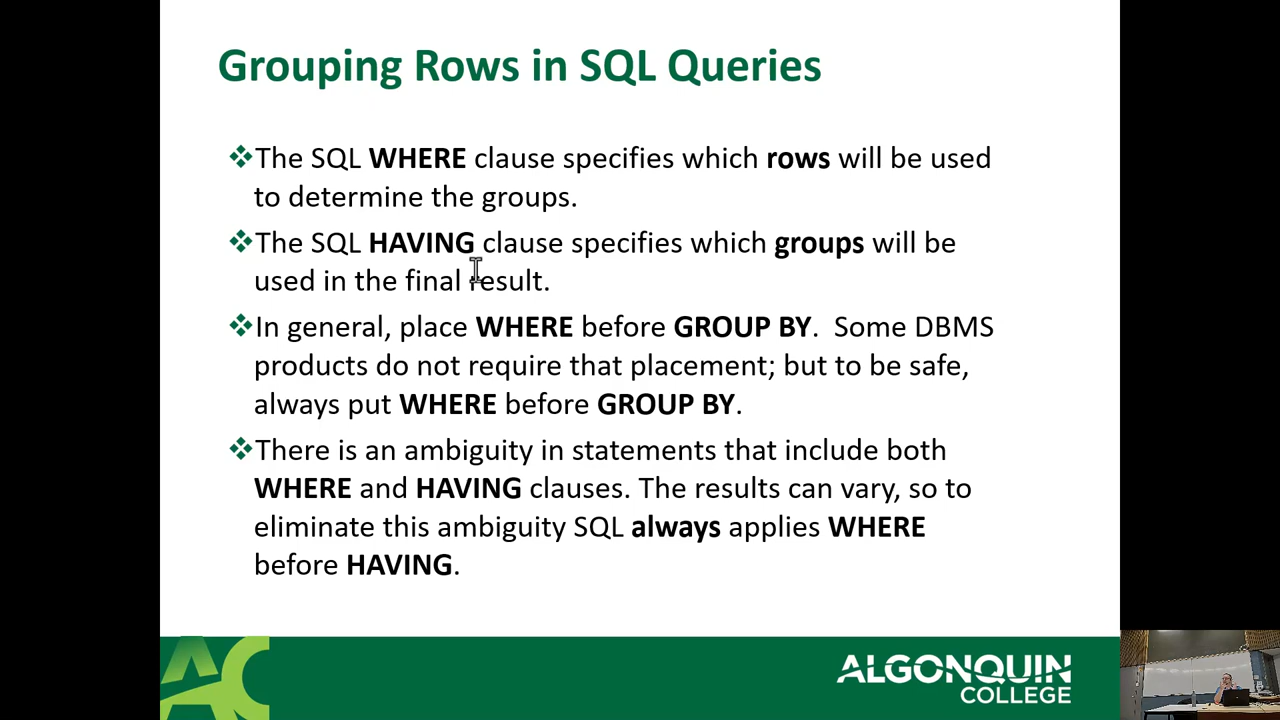 Grouping Rows in SQL Queries
The SQL WHERE clause specifies which rows will be used
to determine the groups.
The SQL HAVING clause specifies which groups will be
used in the final result.
In general, place WHERE before GROUP BY.  Some DBMS
products do not require that placement; but to be safe,
always put WHERE before GROUP BY.
There is an ambiguity in statements that include both
WHERE and HAVING clauses. The results can vary, so to
eliminate this ambiguity SQL always applies WHERE
before HAVING.
AC
ALGONQUIN
COLLEGE